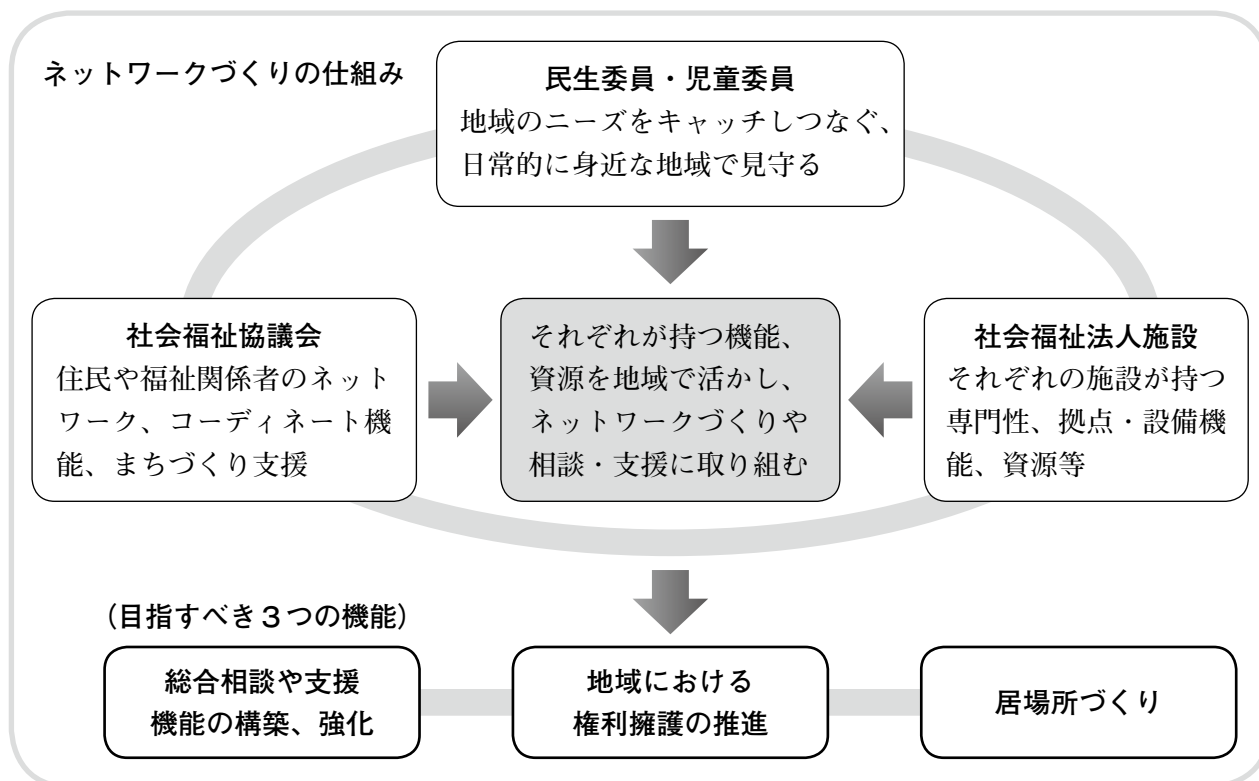 ネットワークづくりの仕組み
民生委員・児童委員
地域のニーズをキャッチしつなぐ、
日常的に身近な地域で見守る
社会福祉協議会
住民や福祉関係者のネット
ワーク、コーディネート機
能、まちづくり支援
それぞれが持つ機能、
資源を地域で活かし、
ネットワークづくりや
相談・支援に取り組む
社会福祉法人施設
それぞれの施設が持つ
専門性、拠点・設備機
能、資源等
(目指すべき3つの機能)
総合相談や支援
機能の構築、強化
地域における
権利擁護の推進
居場所づくり